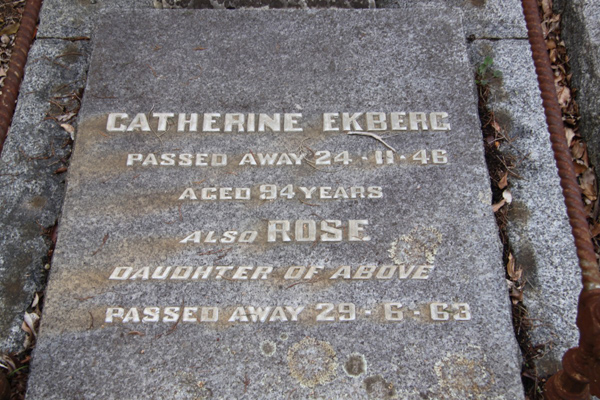 CATHERINE EKBERG
PASSED AWAY 24·11·46
AGED 94 YEARS
ALSO ROSE
DAUGHTER OF ABOVE
PASSED AWAY 29·6·63